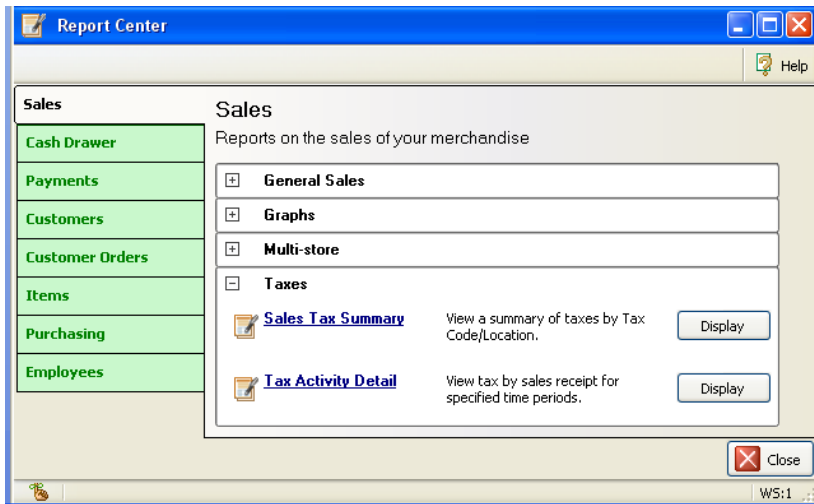 Report Center
Help
Sales
Cash Drawer
Payments
Customers
Customer Orders
Items
Purchasing
Employees
Sales
Reports on the sales of your merchandise
General Sales
Graphs
Multi-store
Taxes
Sales Tax Summary
View a summary of taxes by Tax
Code/Location.
Display
Tax Activity Detail
View tax by sales receipt for
specified time periods.
Display
Close
WS:1